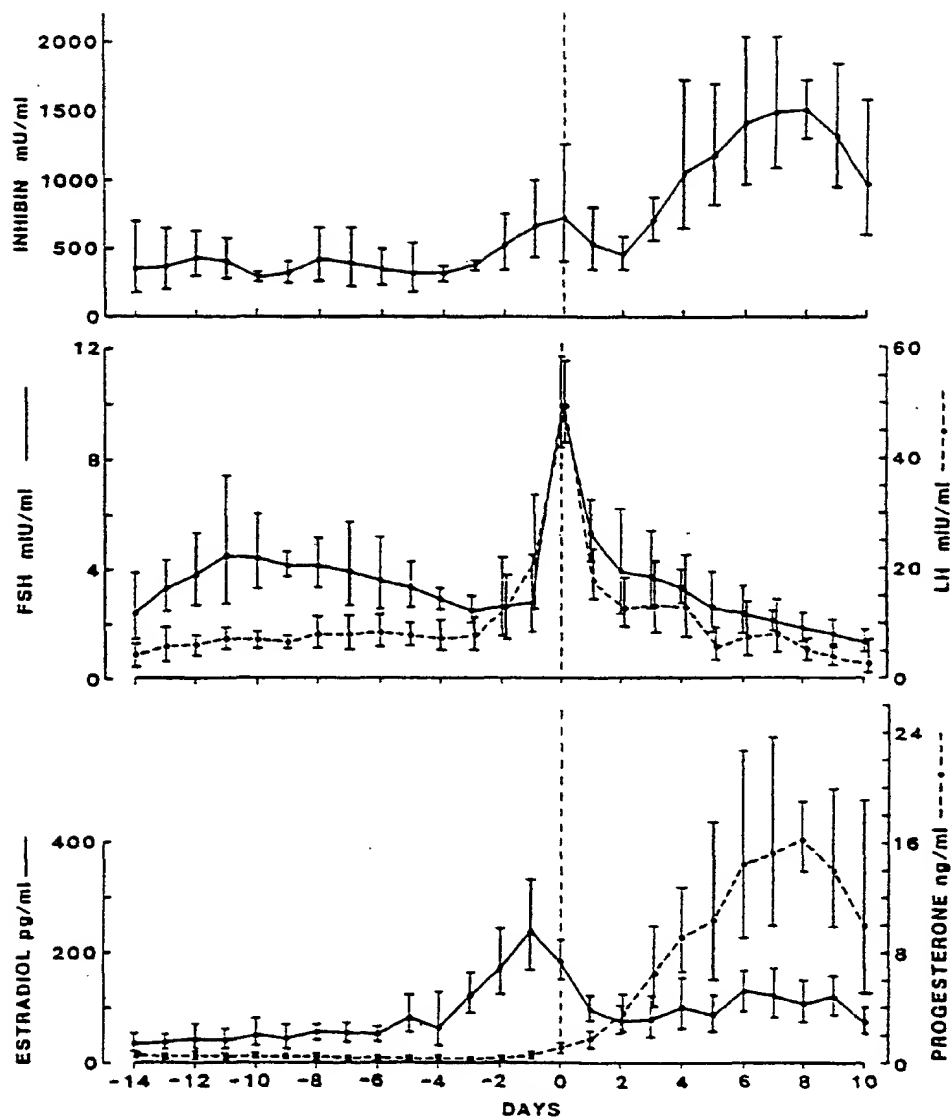 2000
1500
1000
500
0
INHIBIN mU/ml
12
8
4
0
FSH mIU/ml
60
40
20
0
LH mIU/ml
400
200
0
ESTRADIOL pg/ml
24
16
8
0
PROGESTERONE ng/ml
-14 -12 -10 -8 -6 -4 -2 0 2 4 6 8 10
DAYS